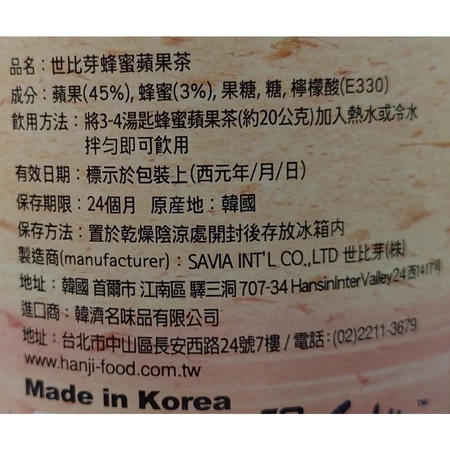 品名：世比芽蜂蜜蘋果茶
成分：蘋果(45%), 蜂蜜(3%), 果糖, 糖, 檸檬酸(E330)
飲用方法：將3-4湯匙蜂蜜蘋果茶(約20公克)加入熱水或冷水
拌勻即可飲用
有效日期：標示於包裝上(西元年/月/日)
保存期限：24個月 原産地：韓國
保存方法：置於乾燥陰涼處開封後存放冰箱內
製造商(manufacturer)：SAVIA INT'L CO.,LTD 世比芽(株)
地址：韓國 首爾市 江南區 驛三洞 707-34 HansinInterValley24 西1417号
進口商：韓濟名味品有限公司
地址：台北市中山區長安西路24號7樓 / 電話：(02)2211-3679
www.hanji-food.com.tw
Made in Korea